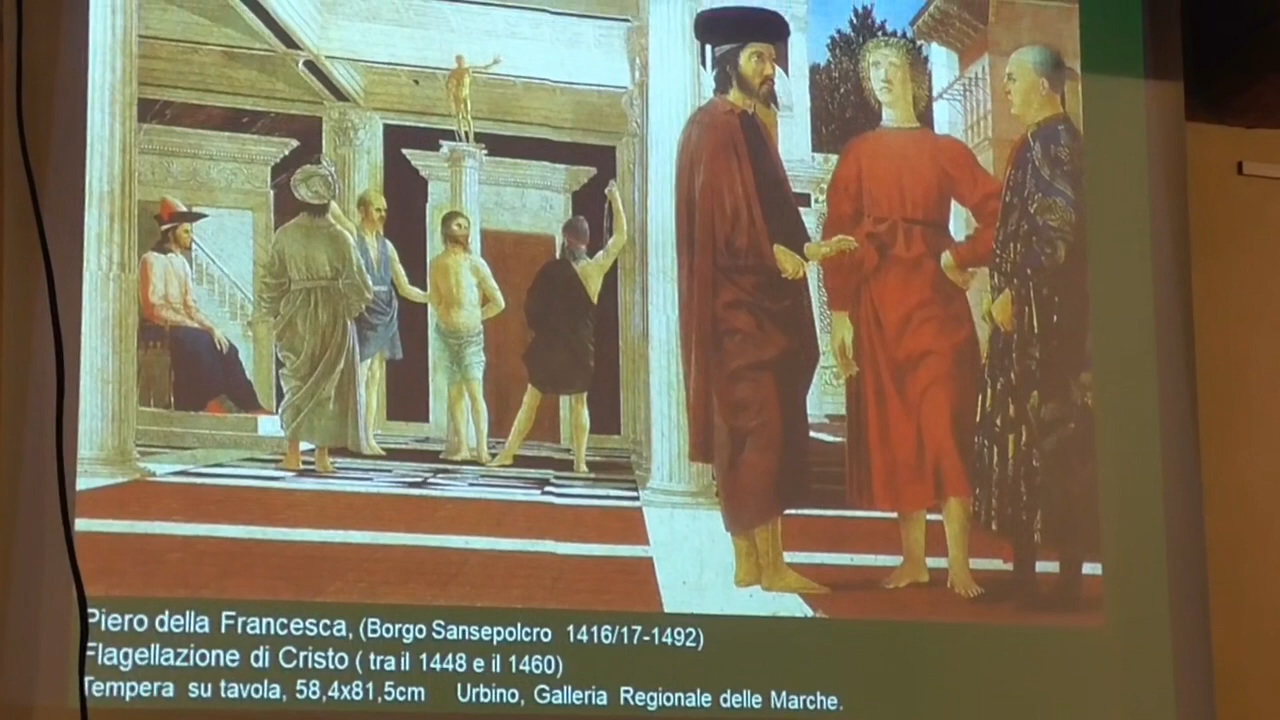 Piero della Francesca, (Borgo Sansepolcro 1416/17-1492)
Flagellazione di Cristo ( tra il 1448 e il 1460)
Tempera su tavola, 58,4x81,5cm Urbino, Galleria Regionale delle Marche.